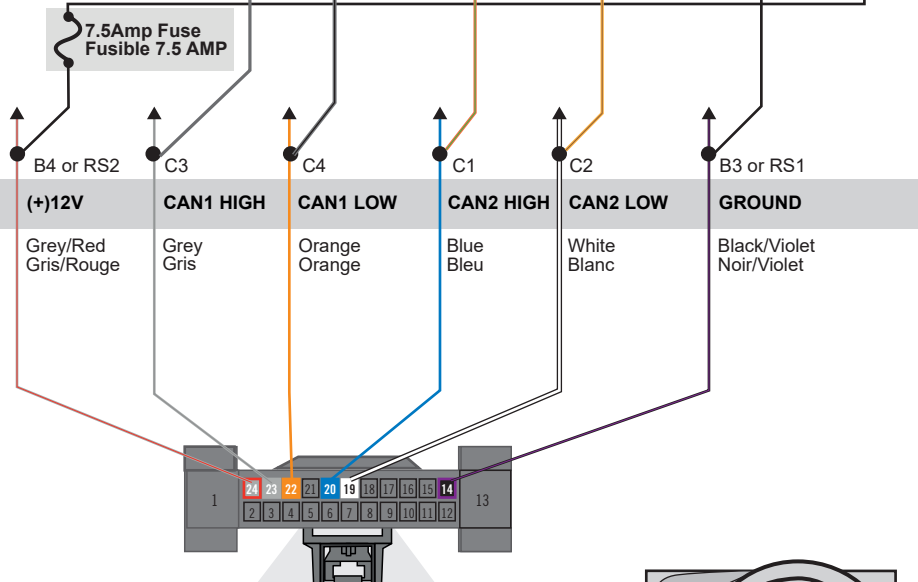 7.5Amp Fuse
Fusible 7.5 AMP
B4 or RS2
C3
C4
C1
C2
B3 or RS1
(+)12V
CAN1 HIGH
CAN1 LOW
CAN2 HIGH
CAN2 LOW
GROUND
Grey/Red
Gris/Rouge
Grey
Gris
Orange
Orange
Blue
Bleu
White
Blanc
Black/Violet
Noir/Violet
1
24 23 22 21 20 19 18 17 16 15 14
2 3 4 5 6 7 8 9 10 11 12
13